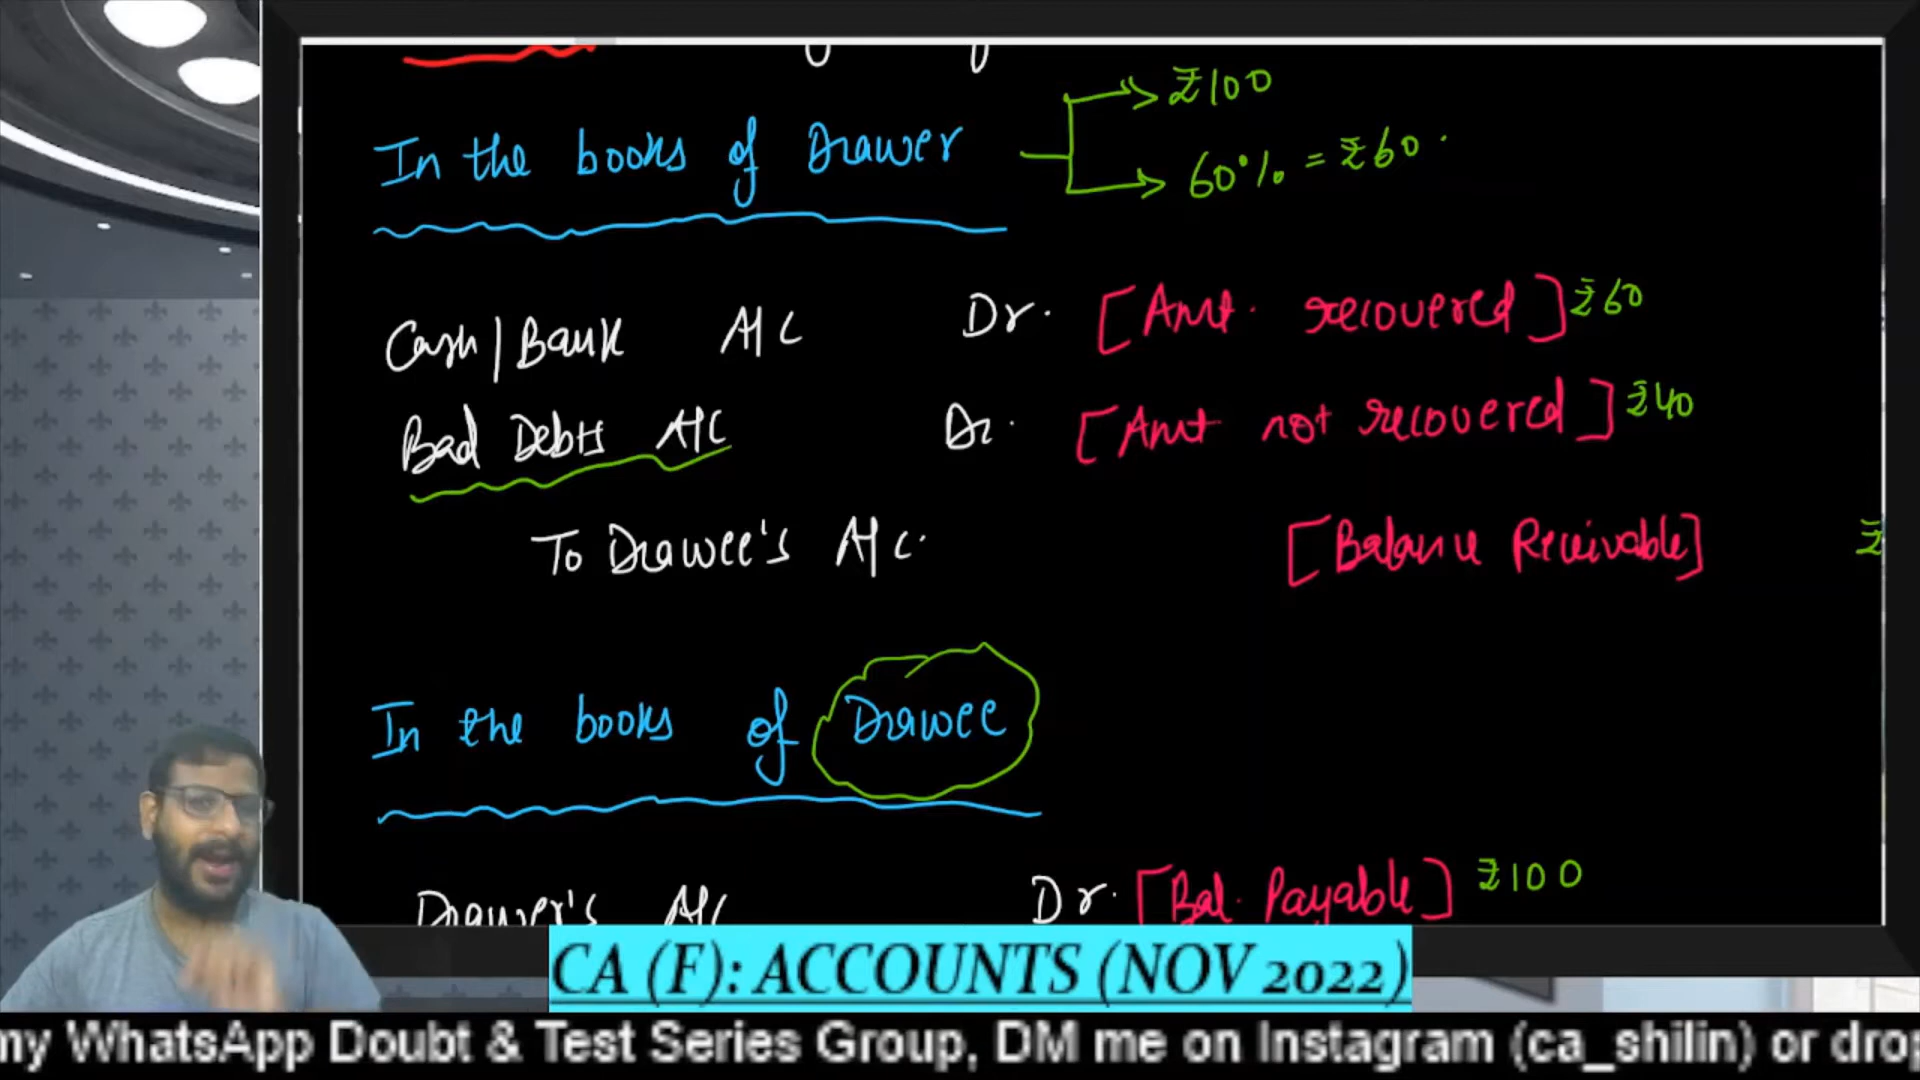 ₹100
In the books of Drawer
60% = ₹60
Cash/Bank A/c Dr. [Amt. recovered] ₹60
Bad Debts A/c Dr. [Amt not recovered] ₹40
To Drawee's A/c. [Balance Receivable] ₹
In the books of Drawee
Drawer's A/c Dr. [Bal. Payable] ₹100
CA (F): ACCOUNTS (NOV 2022)
my WhatsApp Doubt & Test Series Group, DM me on Instagram (ca_shilin) or drop